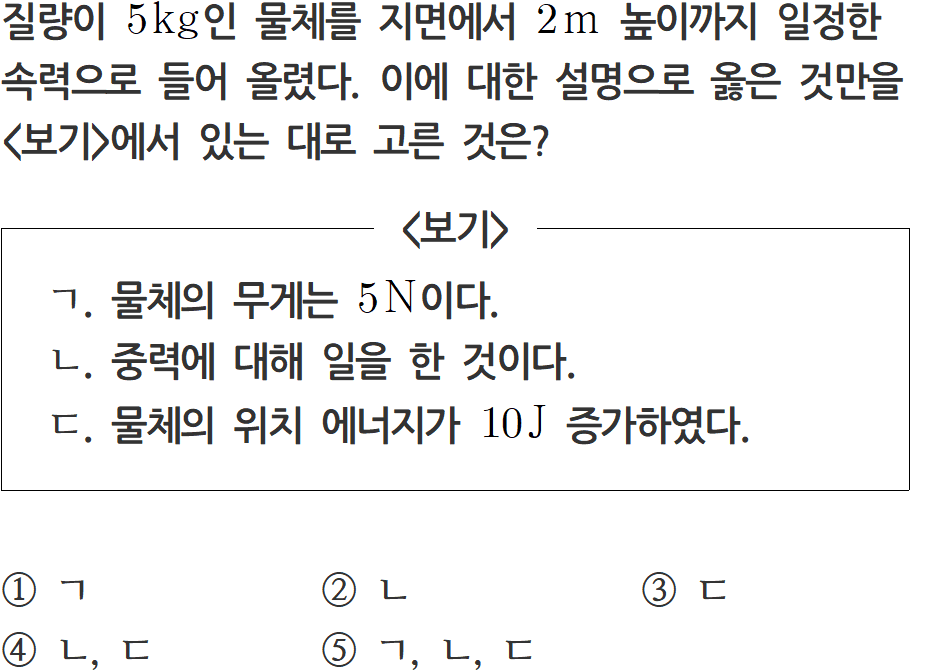 질량이 5kg인 물체를 지면에서 2m 높이까지 일정한
속력으로 들어 올렸다. 이에 대한 설명으로 옳은 것만을
<보기>에서 있는 대로 고른 것은?
<보기>
ㄱ. 물체의 무게는 5N이다.
ㄴ. 중력에 대해 일을 한 것이다.
ㄷ. 물체의 위치 에너지가 10J 증가하였다.
① ㄱ ② ㄴ ③ ㄷ
④ ㄴ, ㄷ ⑤ ㄱ, ㄴ, ㄷ